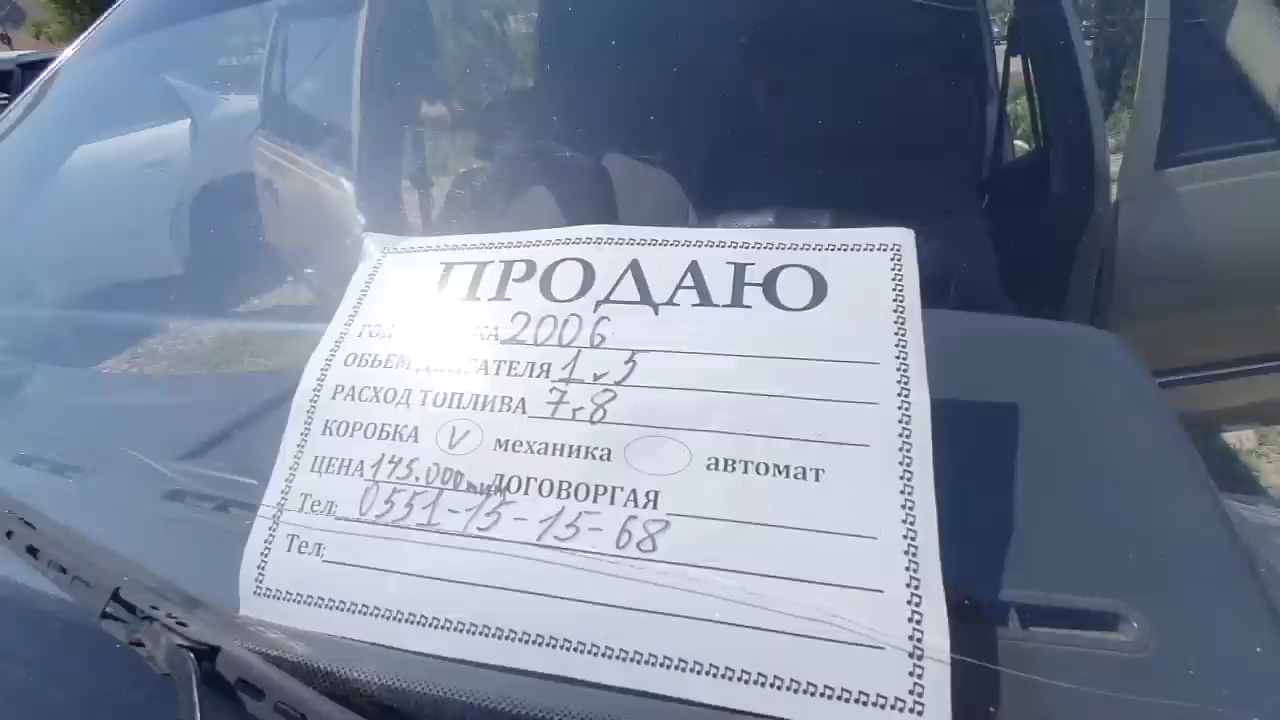 ПРОДАЮ
ГОД 2006
ОБЬЕМ ДВИГАТЕЛЯ 1,5
РАСХОД ТОПЛИВА 7,8
КОРОБКА V механика автомат
ЦЕНА 145.000 ДОГОВОРГАЯ
Тел: 0551-15-15-68
Тел: